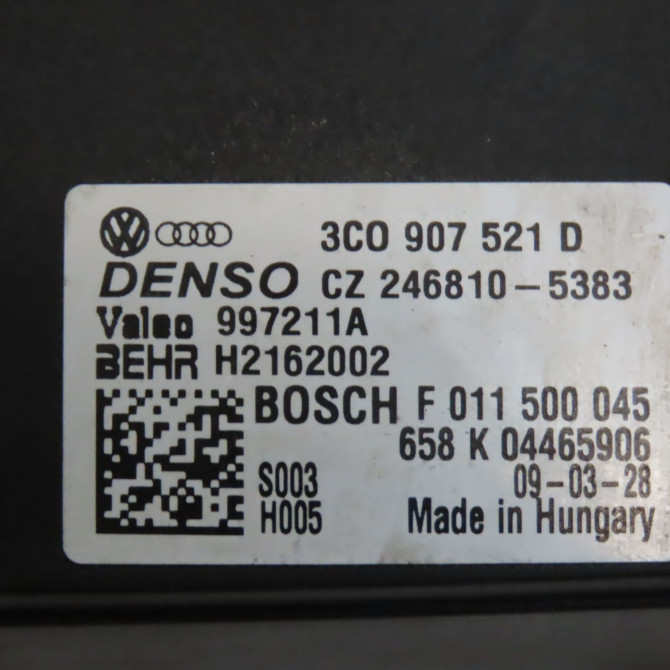 3C0 907 521 D
DENSO CZ 246810-5383
Valeo 997211A
BEHR H2162002
BOSCH F 011 500 045
658 K 04465906
S003 09-03-28
H005 Made in Hungary